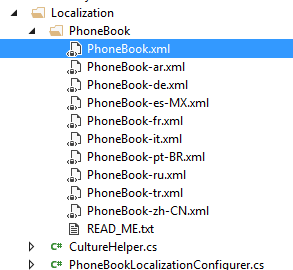 Localization
PhoneBook
PhoneBook.xml
PhoneBook-ar.xml
PhoneBook-de.xml
PhoneBook-es-MX.xml
PhoneBook-fr.xml
PhoneBook-it.xml
PhoneBook-pt-BR.xml
PhoneBook-ru.xml
PhoneBook-tr.xml
PhoneBook-zh-CN.xml
READ_ME.txt
C# CultureHelper.cs
C# PhoneBookLocalizationConfigurer.cs